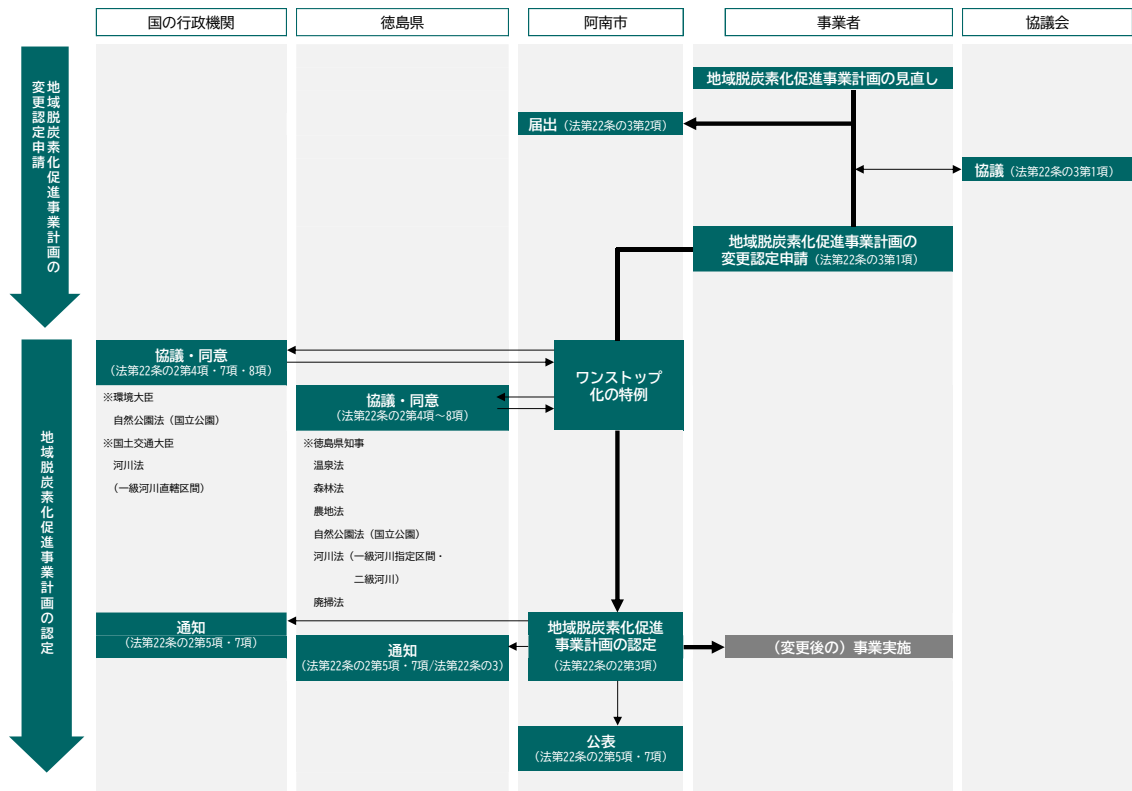 国の行政機関
徳島県
阿南市
事業者
協議会
地域脱炭素化促進事業計画の
変更認定申請
地域脱炭素化促進事業計画の見直し
届出（法第22条の3第2項）
協議（法第22条の3第1項）
地域脱炭素化促進事業計画の
変更認定申請（法第22条の3第1項）
地域脱炭素化促進事業計画の認定
協議・同意
（法第22条の2第4項・7項・8項）
※環境大臣
自然公園法（国立公園）
※国土交通大臣
河川法
（一級河川直轄区間）
協議・同意
（法第22条の2第4項～8項）
※徳島県知事
温泉法
森林法
農地法
自然公園法（国立公園）
河川法（一級河川指定区間・
二級河川）
廃掃法
ワンストップ
化の特例
通知
（法第22条の2第5項・7項）
通知
（法第22条の2第5項・7項/法第22条の3）
地域脱炭素化促進
事業計画の認定
（法第22条の2第3項）
（変更後の）事業実施
公表
（法第22条の2第5項・7項）